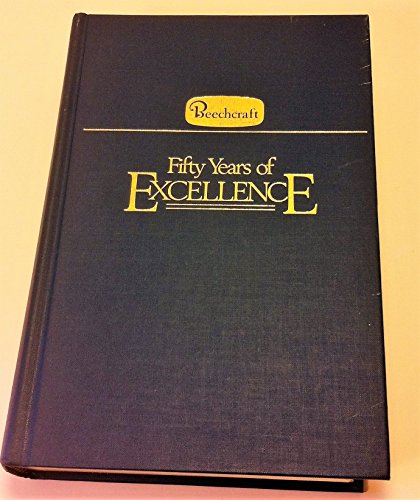 Beechcraft
Fifty Years of
EXCELLENCE